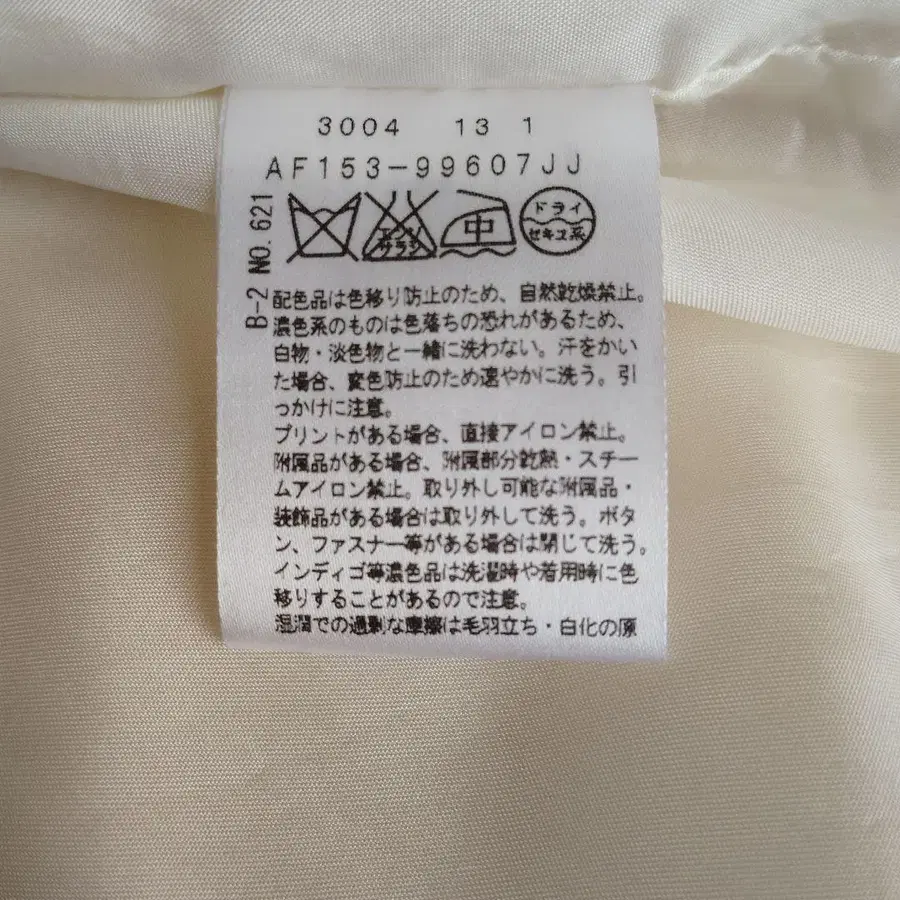 3004 13 1
AF153-99607JJ
B-2 NO. 621
エンソ
サラシ
中
ドライ
セキユ系
配色品は色移り防止のため、自然乾燥禁止。
濃色系のものは色落ちの恐れがあるため、
白物・淡色物と一緒に洗わない。汗をかい
た場合、変色防止のため速やかに洗う。引
っかけに注意。
プリントがある場合、直接アイロン禁止。
附属品がある場合、附属部分乾熱・スチー
ムアイロン禁止。取り外し可能な附属品・
装飾品がある場合は取り外して洗う。ボタ
ン、ファスナー等がある場合は閉じて洗う。
インディゴ等濃色品は洗濯時や着用時に色
移りすることがあるので注意。
湿潤での過剰な摩擦は毛羽立ち・白化の原